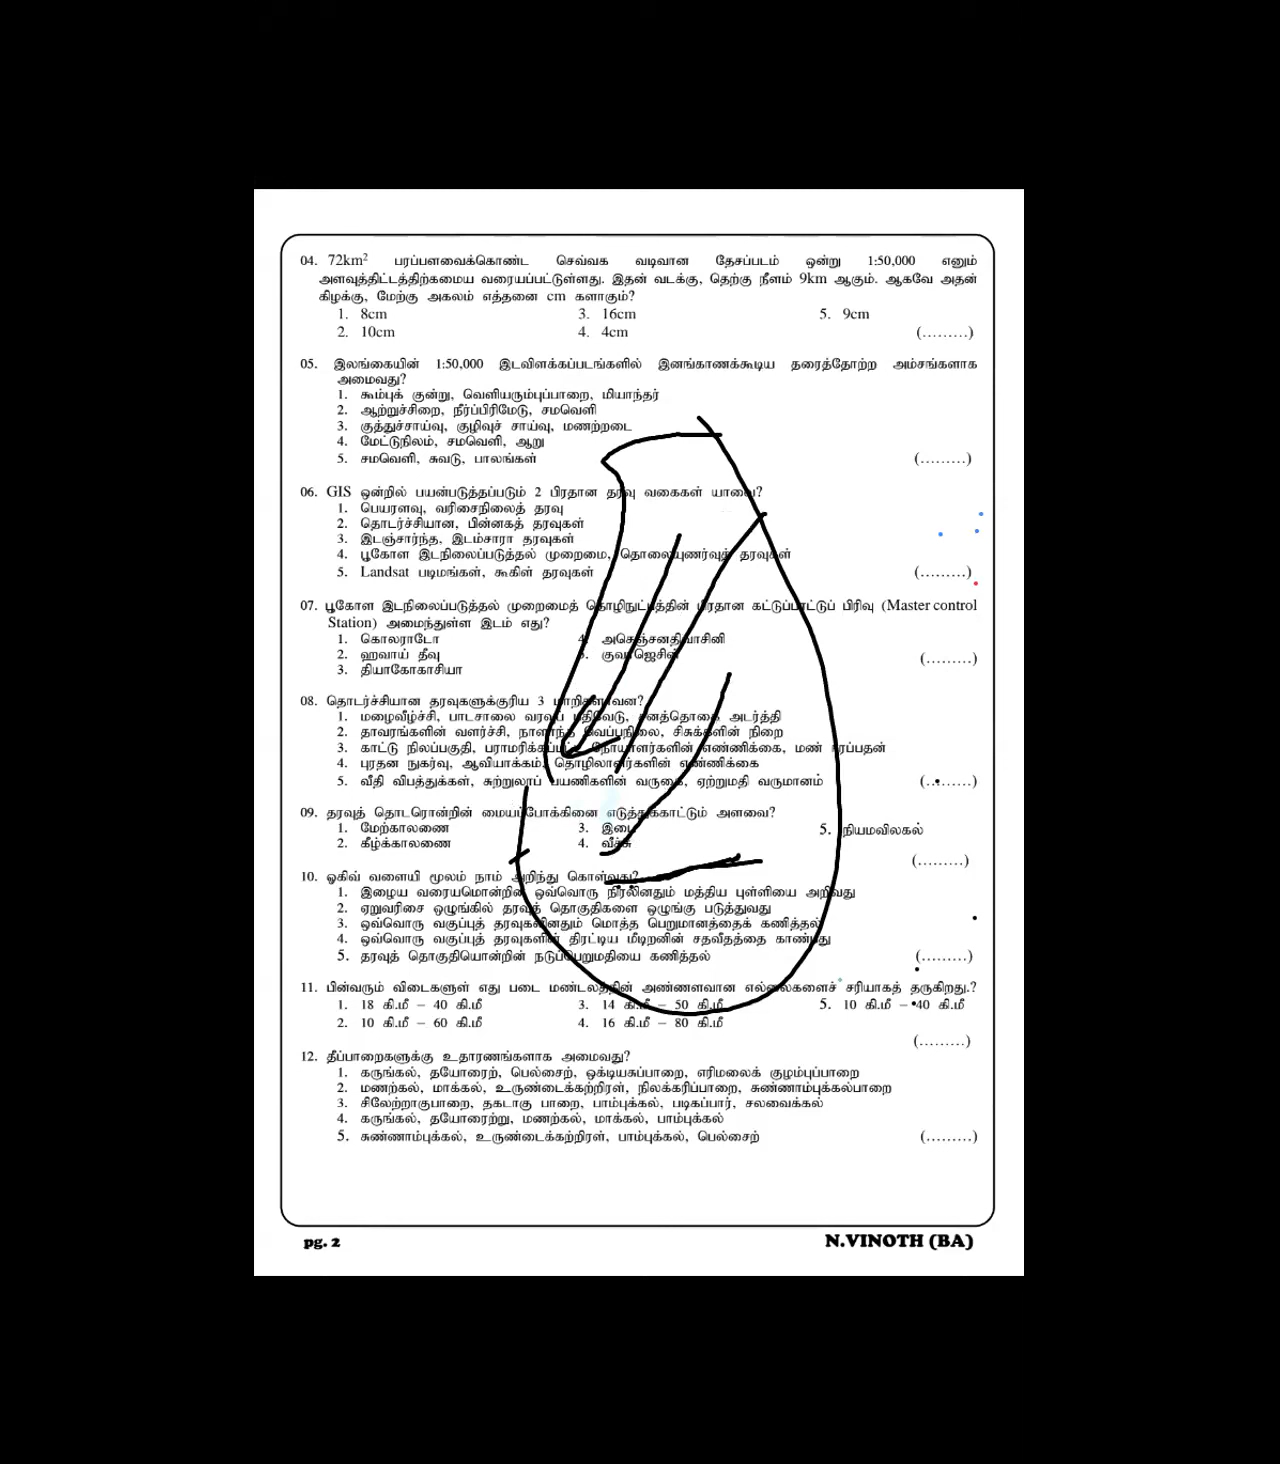 04. 72km² பரப்பளவைக்கொண்ட செவ்வக வடிவான தேசப்படம் ஒன்று 1:50,000 எனும்
அளவுத்திட்டத்திற்கமைய வரையப்பட்டுள்ளது. இதன் வடக்கு, தெற்கு நீளம் 9km ஆகும். ஆகவே அதன்
கிழக்கு, மேற்கு அகலம் எத்தனை cm களாகும்?
1. 8cm 3. 16cm 5. 9cm
2. 10cm 4. 4cm (.........)
05. இலங்கையின் 1:50,000 இடவிளக்கப்படங்களில் இனங்காணக்கூடிய தரைத்தோற்ற அம்சங்களாக
அமைவது?
1. கூம்புக் குன்று, வெளியரும்புப்பாறை, மியாந்தர்
2. ஆற்றுச்சிறை, நீர்ப்பிரிமேடு, சமவெளி
3. குத்துச்சாய்வு, குழிவுச் சாய்வு, மணற்றடை
4. மேட்டுநிலம், சமவெளி, ஆறு
5. சமவெளி, சுவடு, பாலங்கள் (.........)
06. GIS ஒன்றில் பயன்படுத்தப்படும் 2 பிரதான தரவு வகைகள் யாவை?
1. பெயரளவு, வரிசைநிலைத் தரவு
2. தொடர்ச்சியான, பின்னகத் தரவுகள்
3. இடஞ்சார்ந்த, இடம்சாரா தரவுகள்
4. பூகோள இடநிலைப்படுத்தல் முறைமை, தொலையுணர்வுத் தரவுகள்
5. Landsat படிமங்கள், கூகிள் தரவுகள் (.........)
07. பூகோள இடநிலைப்படுத்தல் முறைமைத் தொழிநுட்பத்தின் பிரதான கட்டுப்பாட்டுப் பிரிவு (Master control
Station) அமைந்துள்ள இடம் எது?
1. கொலராடோ 4. அசெஞ்சனதிவாசினி
2. ஹவாய் தீவு 5. குவாஜெசின் (.........)
3. தியாகோகாசியா
08. தொடர்ச்சியான தரவுகளுக்குரிய 3 மாறிகளாவன?
1. மழைவீழ்ச்சி, பாடசாலை வரவுப் பதிவேடு, சனத்தொகை அடர்த்தி
2. தாவரங்களின் வளர்ச்சி, நாளாந்த வெப்பநிலை, சிசுக்களின் நிறை
3. காட்டு நிலப்பகுதி, பராமரிக்கப்பட்ட நோயாளர்களின் எண்ணிக்கை, மண் ஈரப்பதன்
4. புரதன நுகர்வு, ஆவியாக்கம், தொழிலாளர்களின் எண்ணிக்கை
5. வீதி விபத்துக்கள், சுற்றுலாப் பயணிகளின் வருகை, ஏற்றுமதி வருமானம் (.........)
09. தரவுத் தொடரொன்றின் மையப்போக்கினை எடுத்துக்காட்டும் அளவை?
1. மேற்காலணை 3. இடை 5. நியமவிலகல்
2. கீழ்க்காலணை 4. வீச்சு
(.........)
10. ஓகிவ் வளையி மூலம் நாம் அறிந்து கொள்வது?
1. இழைய வரையமொன்றின் ஒவ்வொரு நிரலினதும் மத்திய புள்ளியை அறிவது
2. ஏறுவரிசை ஒழுங்கில் தரவுத் தொகுதிகளை ஒழுங்கு படுத்துவது
3. ஒவ்வொரு வகுப்புத் தரவுகளினதும் மொத்த பெறுமானத்தைக் கணித்தல்
4. ஒவ்வொரு வகுப்புத் தரவுகளின் திரட்டிய மீடிறனின் சதவீதத்தை காண்பது
5. தரவுத் தொகுதியொன்றின் நடுப்பெறுமதியை கணித்தல் (.........)
11. பின்வரும் விடைகளுள் எது படை மண்டலத்தின் அண்ணளவான எல்லைகளைச் சரியாகத் தருகிறது.?
1. 18 கி.மீ – 40 கி.மீ 3. 14 கி.மீ – 50 கி.மீ 5. 10 கி.மீ – 40 கி.மீ
2. 10 கி.மீ – 60 கி.மீ 4. 16 கி.மீ – 80 கி.மீ
(.........)
12. தீப்பாறைகளுக்கு உதாரணங்களாக அமைவது?
1. கருங்கல், தயோரைற், பெல்சைற், ஒக்டியசுப்பாறை, எரிமலைக் குழம்புப்பாறை
2. மணற்கல், மாக்கல், உருண்டைக்கற்றிரள், நிலக்கரிப்பாறை, சுண்ணாம்புக்கல்பாறை
3. சிலேற்றாகுபாறை, தகடாகு பாறை, பாம்புக்கல், படிகப்பார், சலவைக்கல்
4. கருங்கல், தயோரைற்று, மணற்கல், மாக்கல், பாம்புக்கல்
5. சுண்ணாம்புக்கல், உருண்டைக்கற்றிரள், பாம்புக்கல், பெல்சைற் (.........)
pg. 2 N.VINOTH (BA)